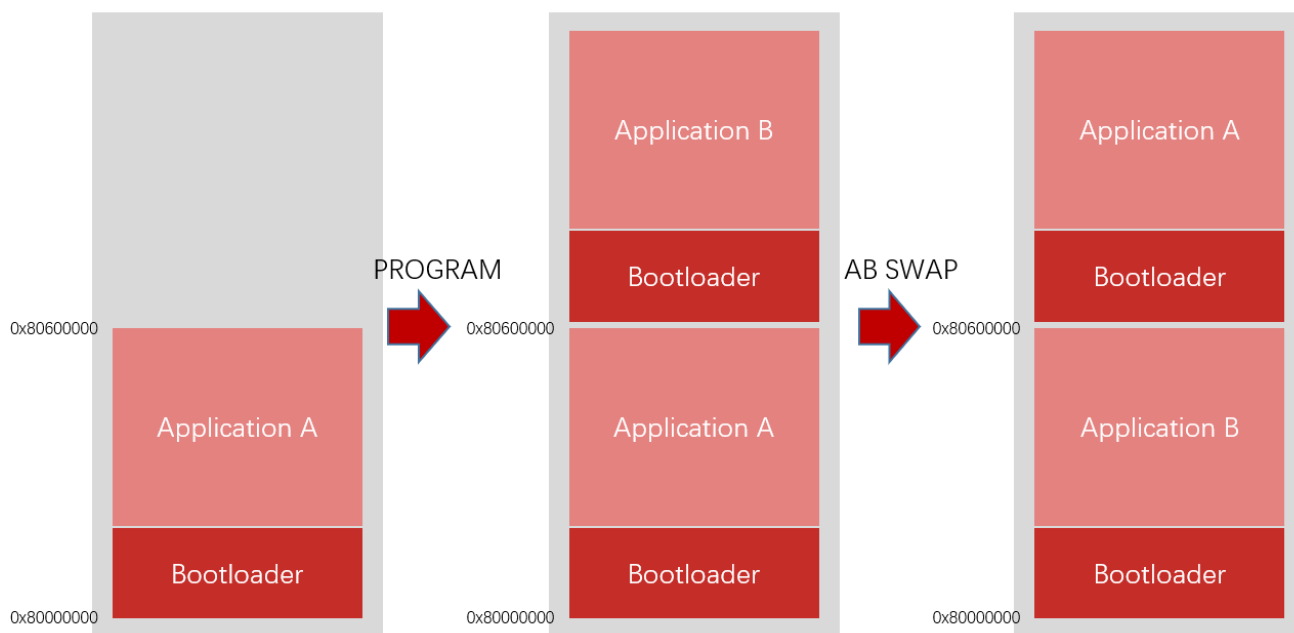 Application B
Application A
Bootloader
Bootloader
PROGRAM
AB SWAP
0x80600000
0x80600000
0x80600000
Application A
Application A
Application B
Bootloader
Bootloader
Bootloader
0x80000000
0x80000000
0x80000000